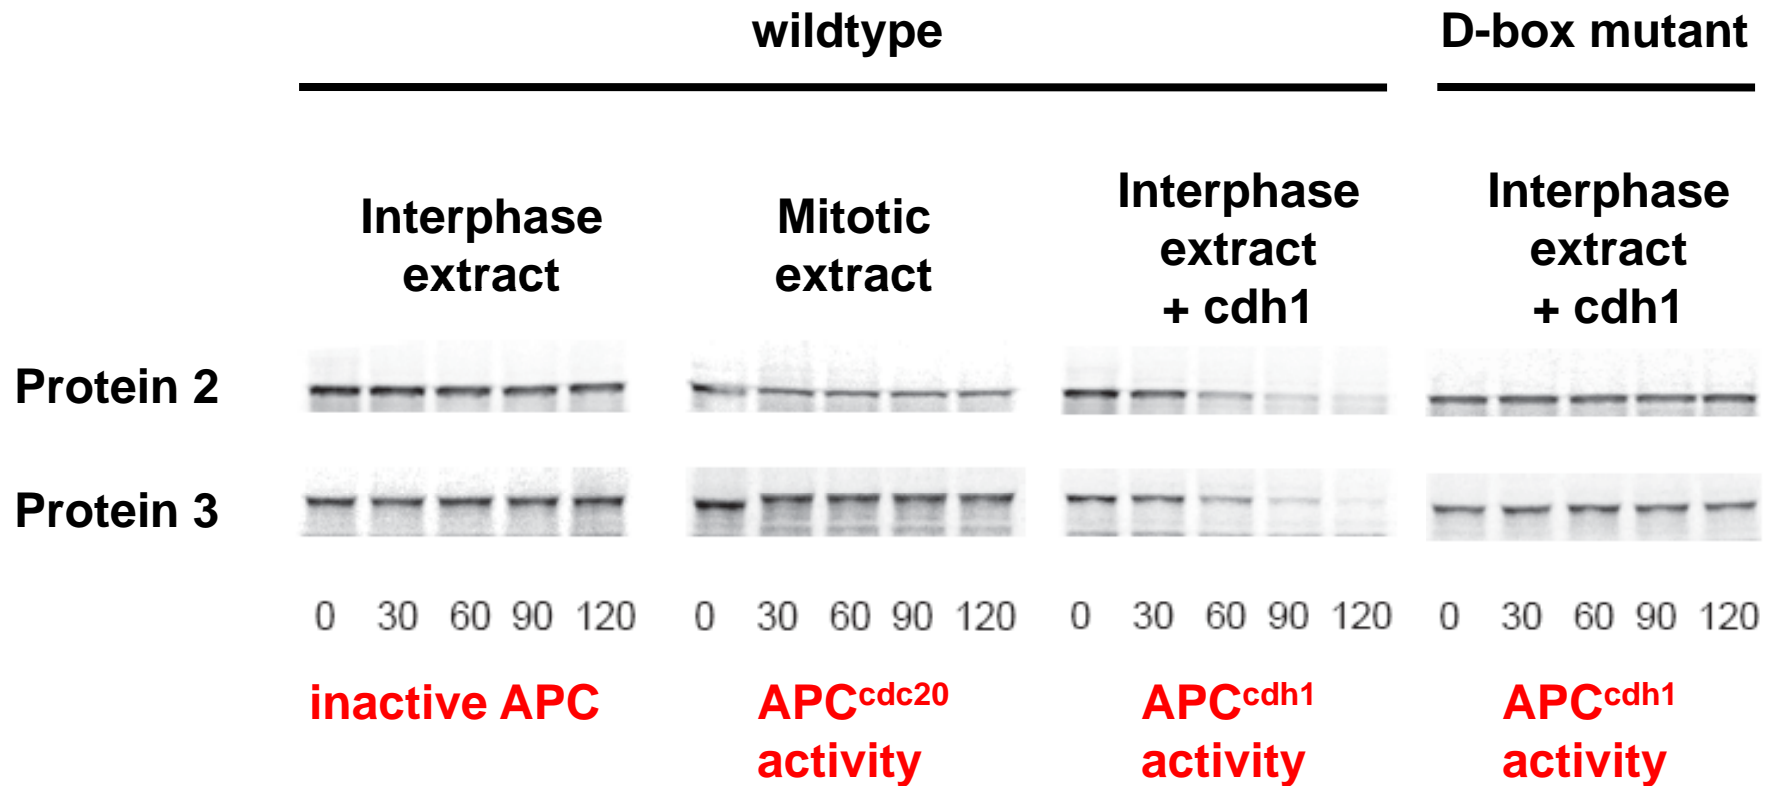 wildtype
D-box mutant
Interphase
extract
Mitotic
extract
Interphase
extract
+ cdh1
Interphase
extract
+ cdh1
Protein 2
Protein 3
0 30 60 90 120 0 30 60 90 120 0 30 60 90 120 0 30 60 90 120
inactive APC
APCcdc20
activity
APCcdh1
activity
APCcdh1
activity